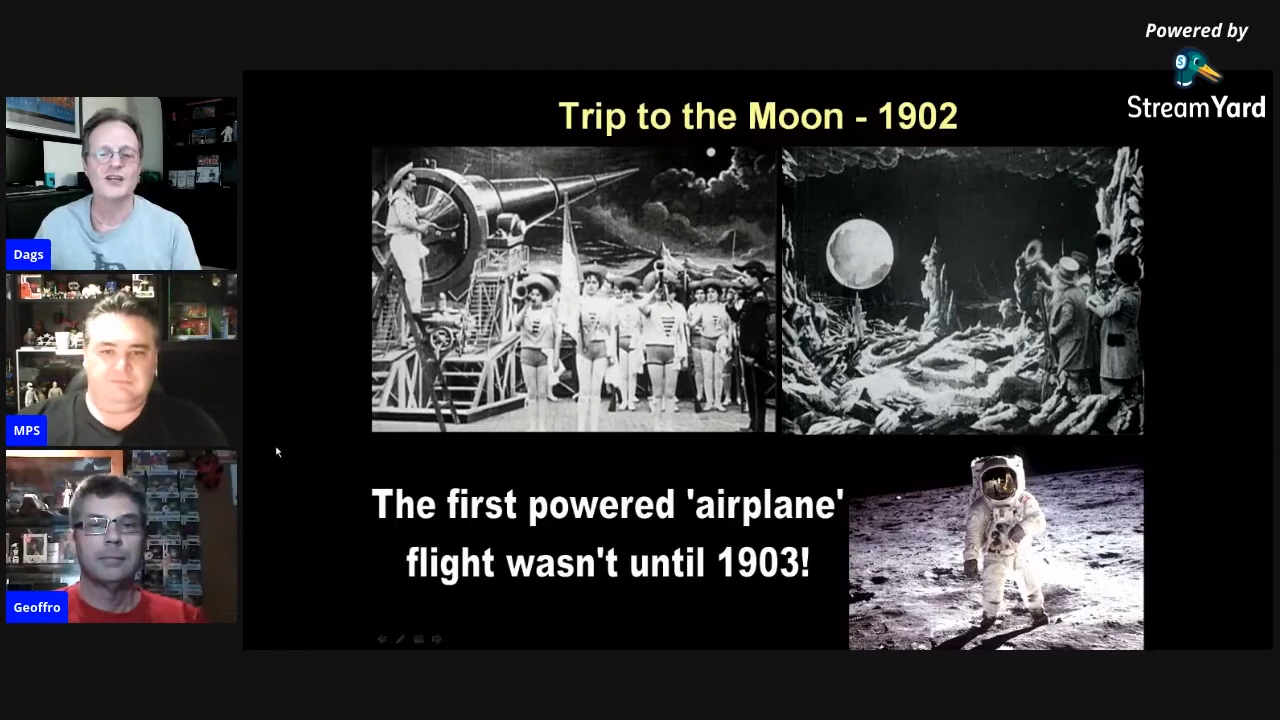 Powered by
StreamYard
Trip to the Moon - 1902
Dags
MPS
Geoffro
The first powered 'airplane'
flight wasn't until 1903!